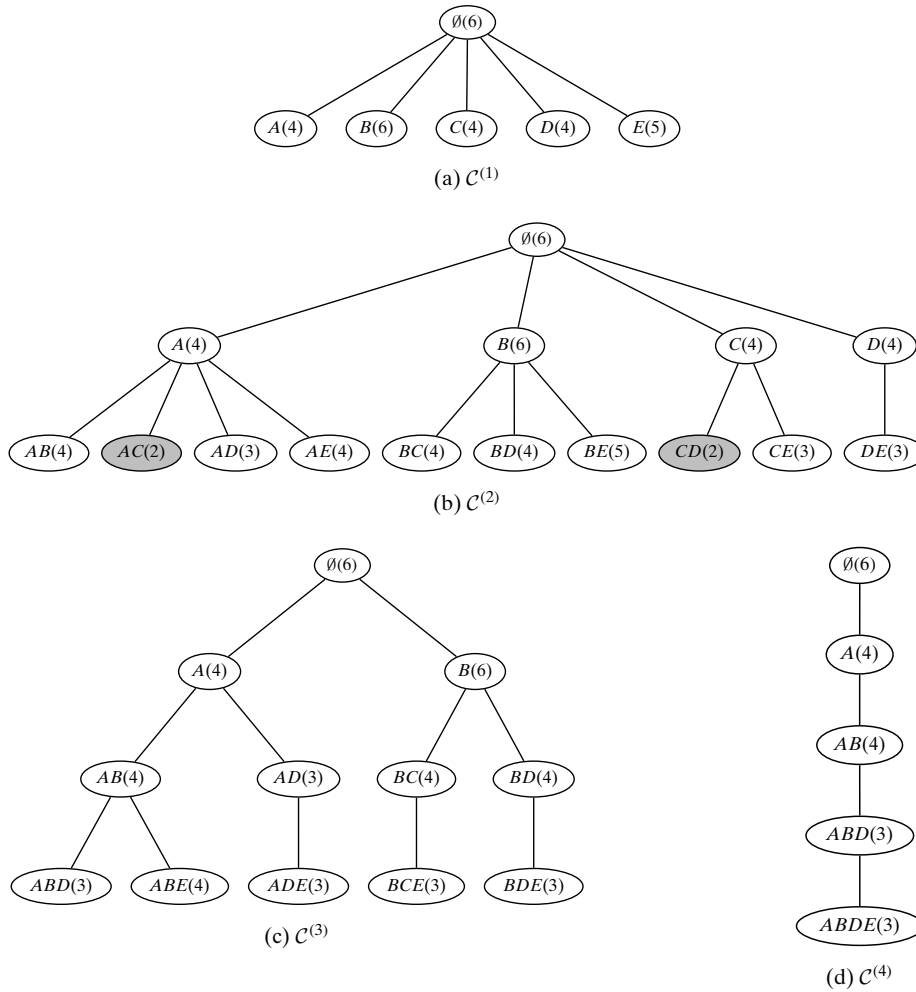 ∅(6)
A(4) B(6) C(4) D(4) E(5)
(a) C^(1)
∅(6)
A(4) B(6) C(4) D(4)
AB(4) AC(2) AD(3) AE(4) BC(4) BD(4) BE(5) CD(2) CE(3) DE(3)
(b) C^(2)
∅(6)
A(4) B(6)
AB(4) AD(3) BC(4) BD(4)
ABD(3) ABE(4) ADE(3) BCE(3) BDE(3)
(c) C^(3)
∅(6)
A(4)
AB(4)
ABD(3)
ABDE(3)
(d) C^(4)